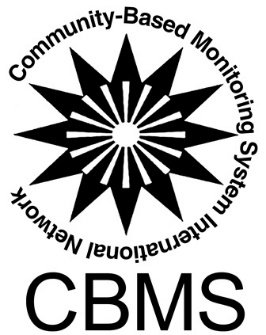 Community-Based Monitoring System International Network
CBMS